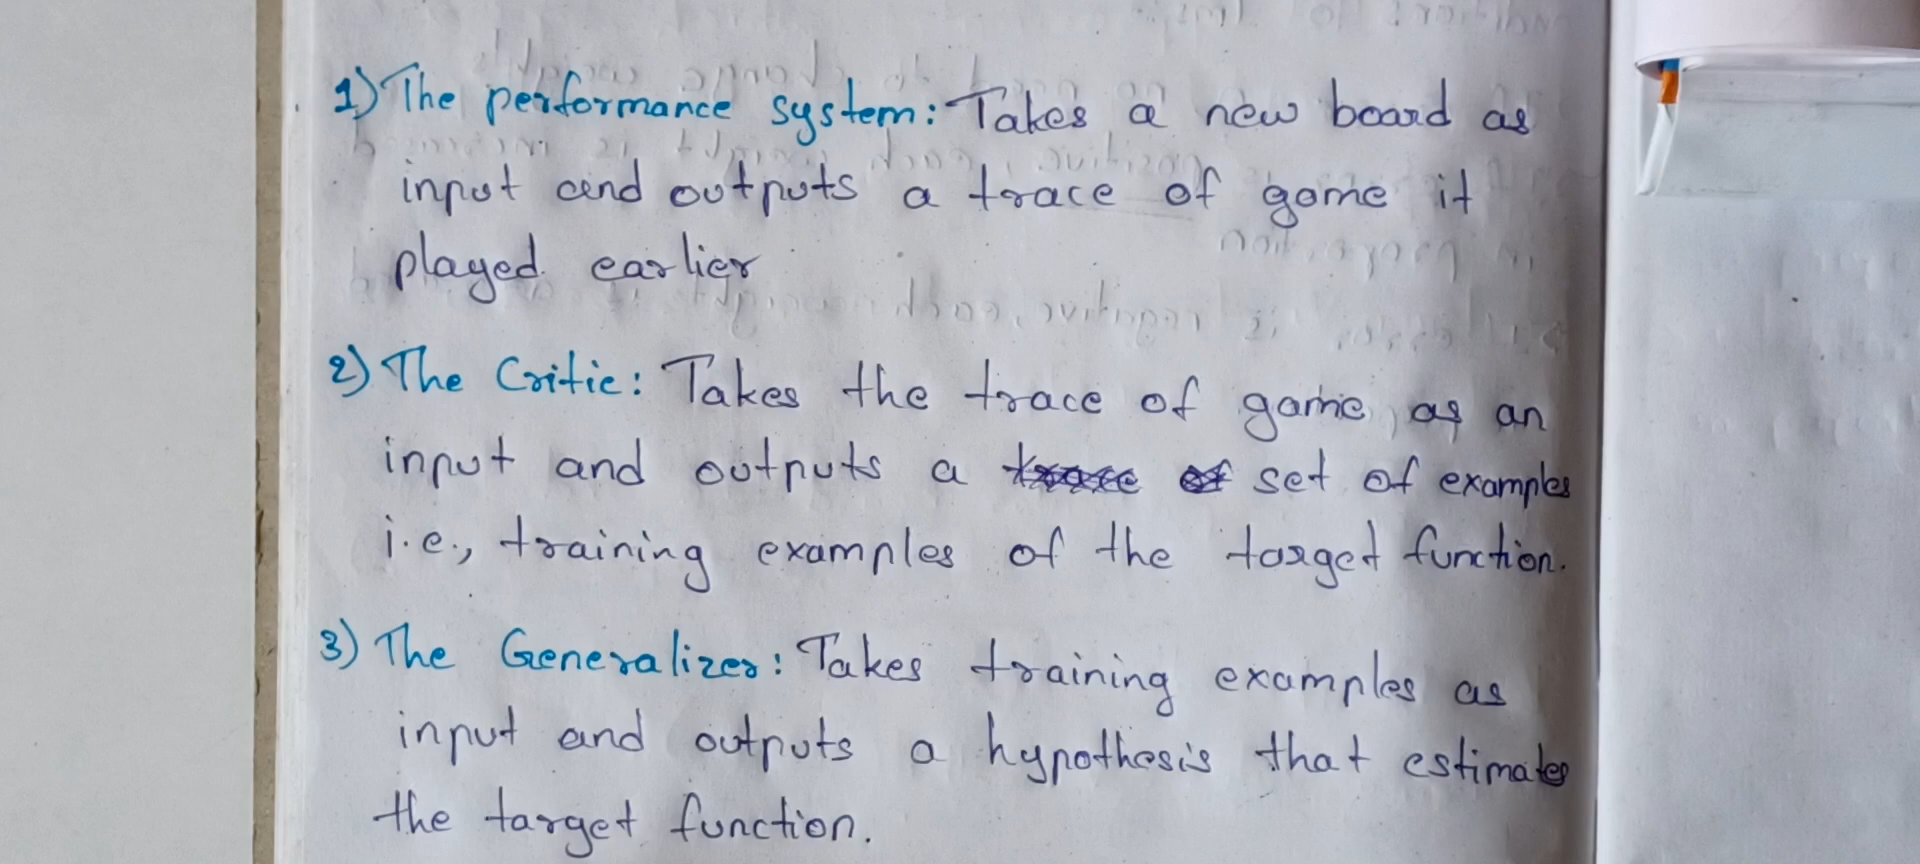 1) The performance system: Takes a new board as
input and outputs a trace of game it
played earlier
2) The Critic: Takes the trace of game, as an
input and outputs a trace of set of examples
i.e., training examples of the target function.
3) The Generalizer: Takes training examples as
input and outputs a hypothesis that estimates
the target function.